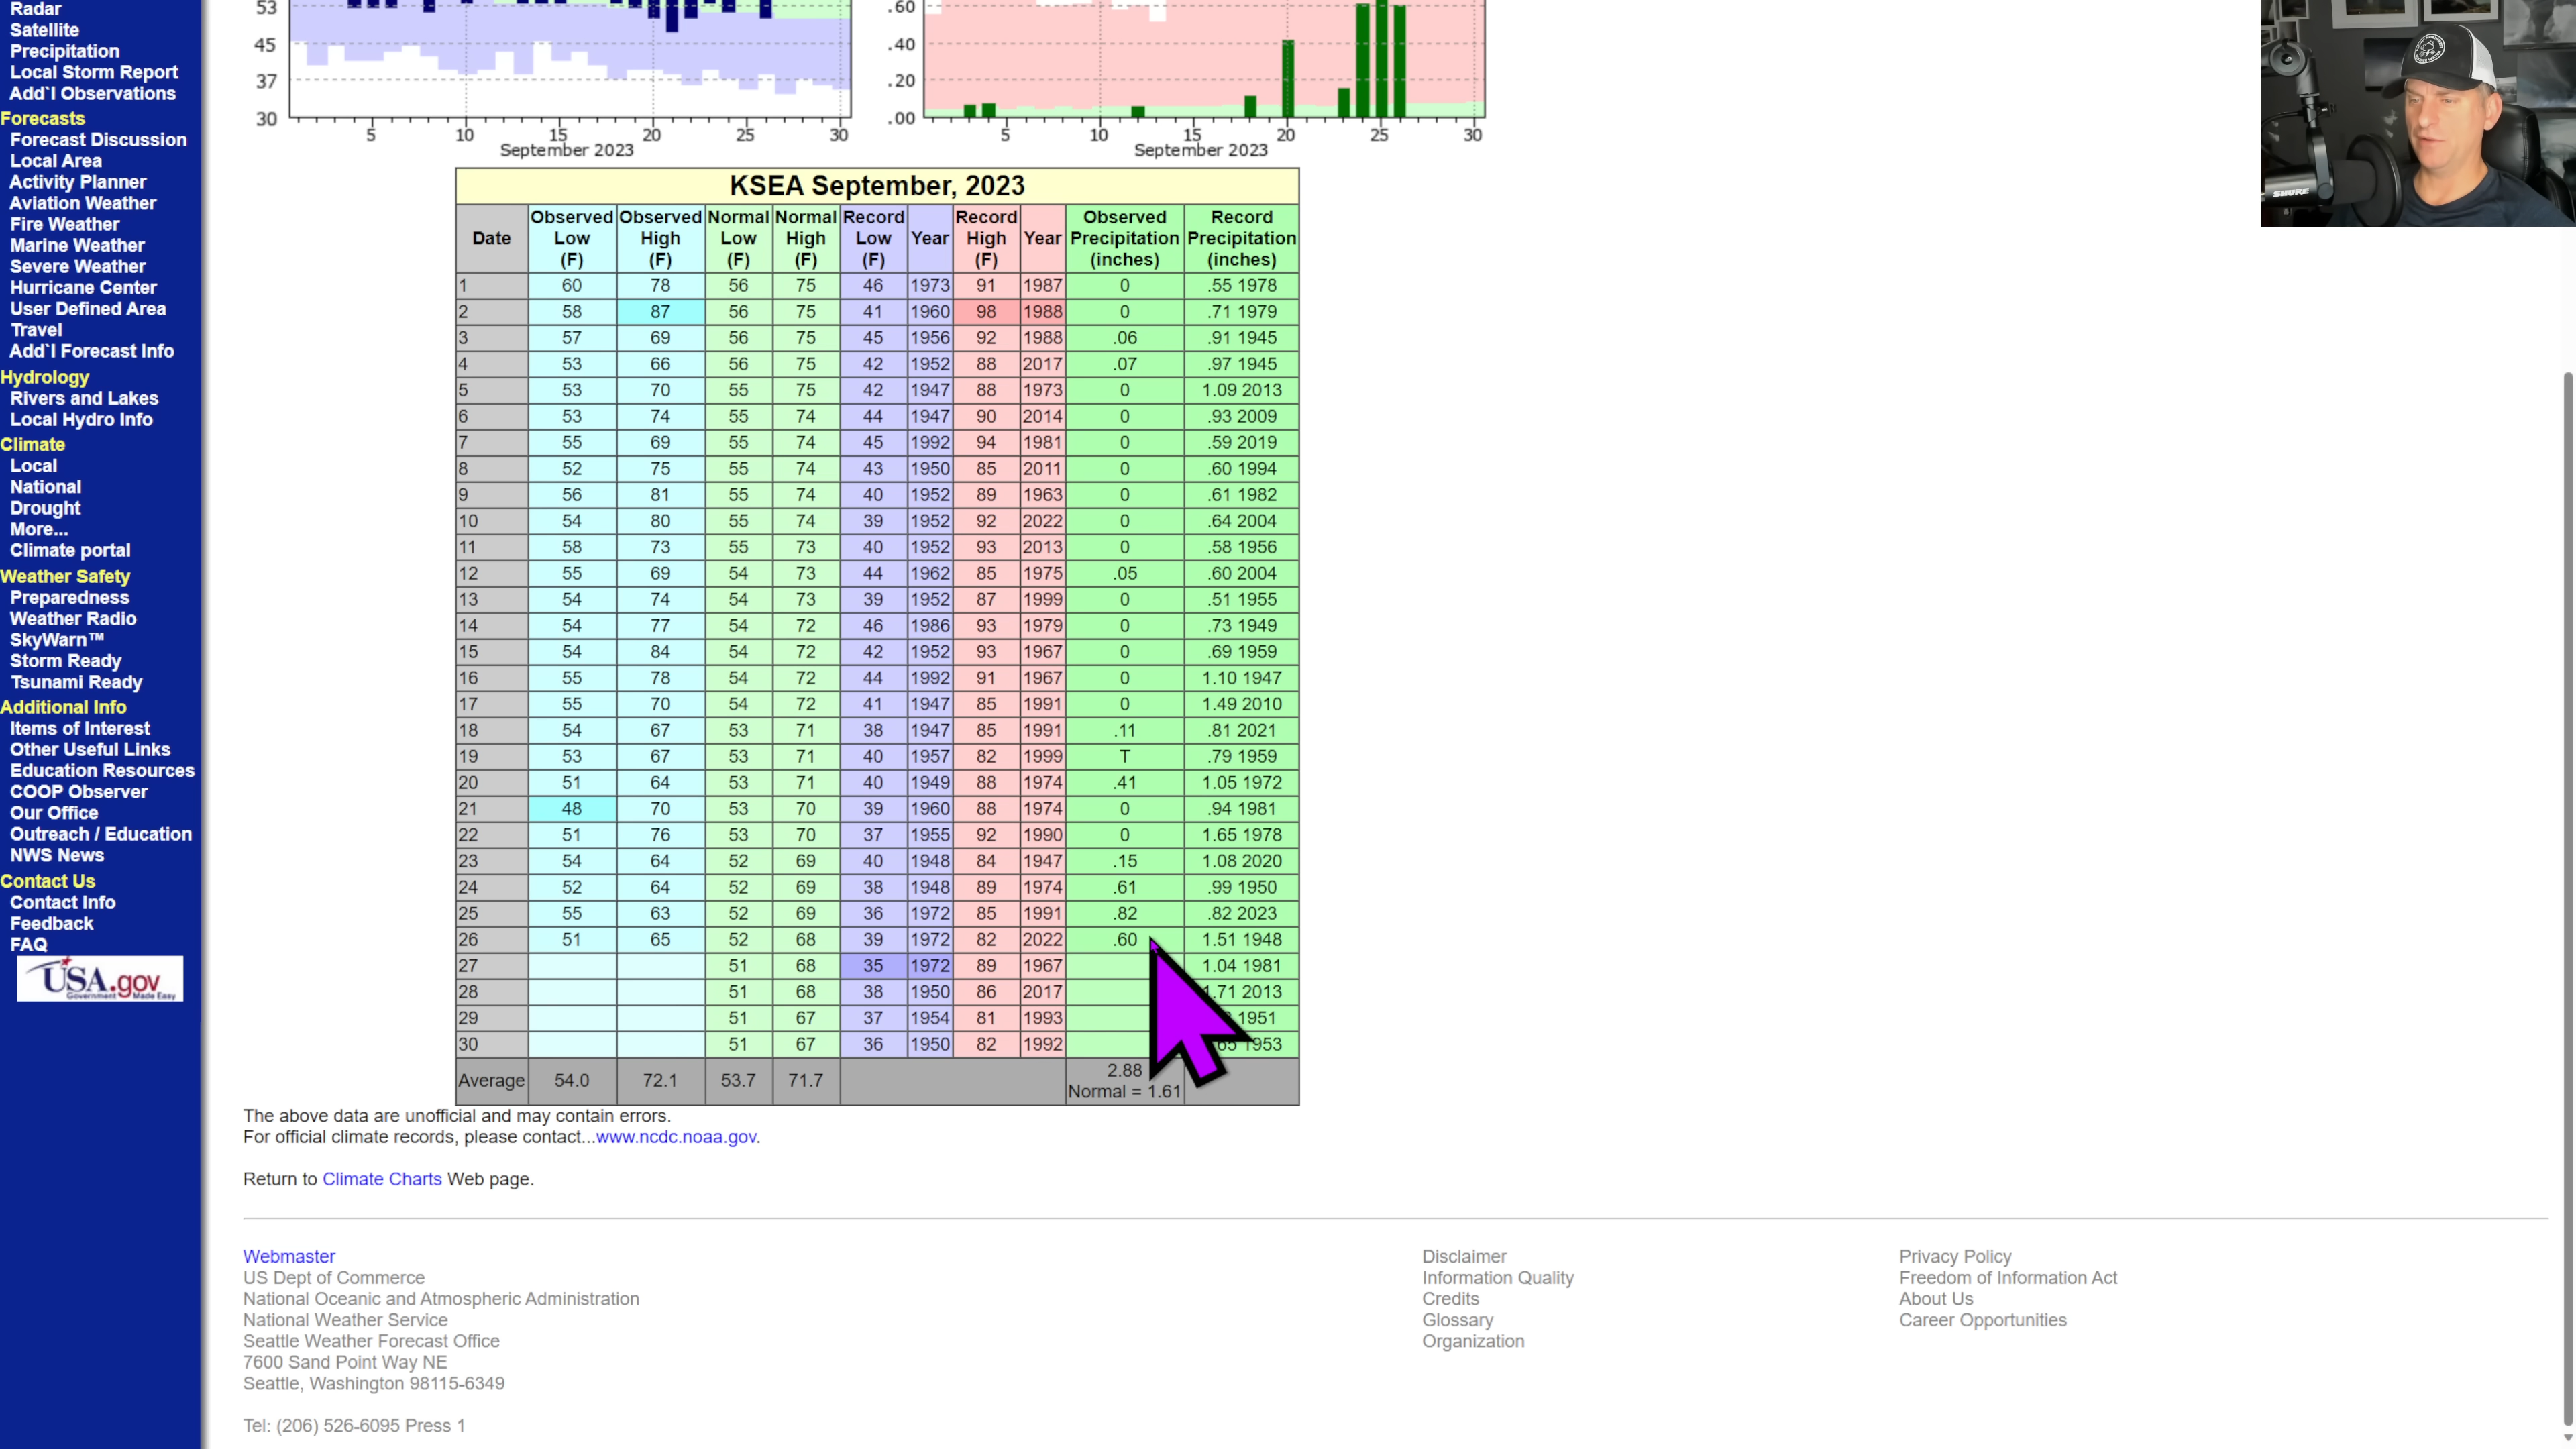 Radar
Satellite
Precipitation
Local Storm Report
Add`l Observations
Forecasts
Forecast Discussion
Local Area
Activity Planner
Aviation Weather
Fire Weather
Marine Weather
Severe Weather
Hurricane Center
User Defined Area
Travel
Add`l Forecast Info
Hydrology
Rivers and Lakes
Local Hydro Info
Climate
Local
National
Drought
More...
Climate portal
Weather Safety
Preparedness
Weather Radio
SkyWarn™
Storm Ready
Tsunami Ready
Additional Info
Items of Interest
Other Useful Links
Education Resources
COOP Observer
Our Office
Outreach / Education
NWS News
Contact Us
Contact Info
Feedback
FAQ
USA.gov
Government Made Easy
53
45
37
30
5 10 15 20 25 30
September 2023
.60
.40
.20
.00
5 10 15 20 25 30
September 2023
SHURE
KSEA September, 2023
Date Observed Low (F) Observed High (F) Normal Low (F) Normal High (F) Record Low (F) Year Record High (F) Year Observed Precipitation (inches) Record Precipitation (inches)
1 60 78 56 75 46 1973 91 1987 0 .55 1978
2 58 87 56 75 41 1960 98 1988 0 .71 1979
3 57 69 56 75 45 1956 92 1988 .06 .91 1945
4 53 66 56 75 42 1952 88 2017 .07 .97 1945
5 53 70 55 75 42 1947 88 1973 0 1.09 2013
6 53 74 55 74 44 1947 90 2014 0 .93 2009
7 55 69 55 74 45 1992 94 1981 0 .59 2019
8 52 75 55 74 43 1950 85 2011 0 .60 1994
9 56 81 55 74 40 1952 89 1963 0 .61 1982
10 54 80 55 74 39 1952 92 2022 0 .64 2004
11 58 73 55 73 40 1952 93 2013 0 .58 1956
12 55 69 54 73 44 1962 85 1975 .05 .60 2004
13 54 74 54 73 39 1952 87 1999 0 .51 1955
14 54 77 54 72 46 1986 93 1979 0 .73 1949
15 54 84 54 72 42 1952 93 1967 0 .69 1959
16 55 78 54 72 44 1992 91 1967 0 1.10 1947
17 55 70 54 72 41 1947 85 1991 0 1.49 2010
18 54 67 53 71 38 1947 85 1991 .11 .81 2021
19 53 67 53 71 40 1957 82 1999 T .79 1959
20 51 64 53 71 40 1949 88 1974 .41 1.05 1972
21 48 70 53 70 39 1960 88 1974 0 .94 1981
22 51 76 53 70 37 1955 92 1990 0 1.65 1978
23 54 64 52 69 40 1948 84 1947 .15 1.08 2020
24 52 64 52 69 38 1948 89 1974 .61 .99 1950
25 55 63 52 69 36 1972 85 1991 .82 .82 2023
26 51 65 52 68 39 1972 82 2022 .60 1.51 1948
27 51 68 35 1972 89 1967 1.04 1981
28 51 68 38 1950 86 2017 .71 2013
29 51 67 37 1954 81 1993 1951
30 51 67 36 1950 82 1992 1953
Average 54.0 72.1 53.7 71.7 2.88
Normal = 1.61
The above data are unofficial and may contain errors.
For official climate records, please contact...www.ncdc.noaa.gov.
Return to Climate Charts Web page.
Webmaster
US Dept of Commerce
National Oceanic and Atmospheric Administration
National Weather Service
Seattle Weather Forecast Office
7600 Sand Point Way NE
Seattle, Washington 98115-6349
Tel: (206) 526-6095 Press 1
Disclaimer
Information Quality
Credits
Glossary
Organization
Privacy Policy
Freedom of Information Act
About Us
Career Opportunities